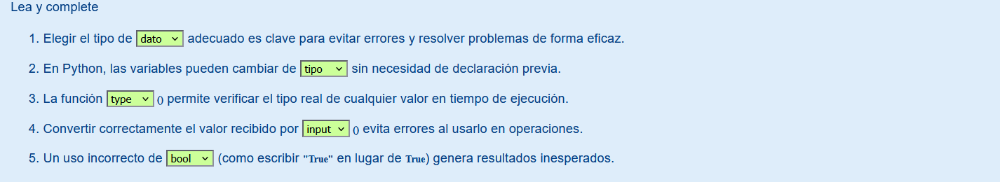 Lea y complete
1. Elegir el tipo de dato adecuado es clave para evitar errores y resolver problemas de forma eficaz.
2. En Python, las variables pueden cambiar de tipo sin necesidad de declaración previa.
3. La función type () permite verificar el tipo real de cualquier valor en tiempo de ejecución.
4. Convertir correctamente el valor recibido por input () evita errores al usarlo en operaciones.
5. Un uso incorrecto de bool (como escribir "True" en lugar de True) genera resultados inesperados.